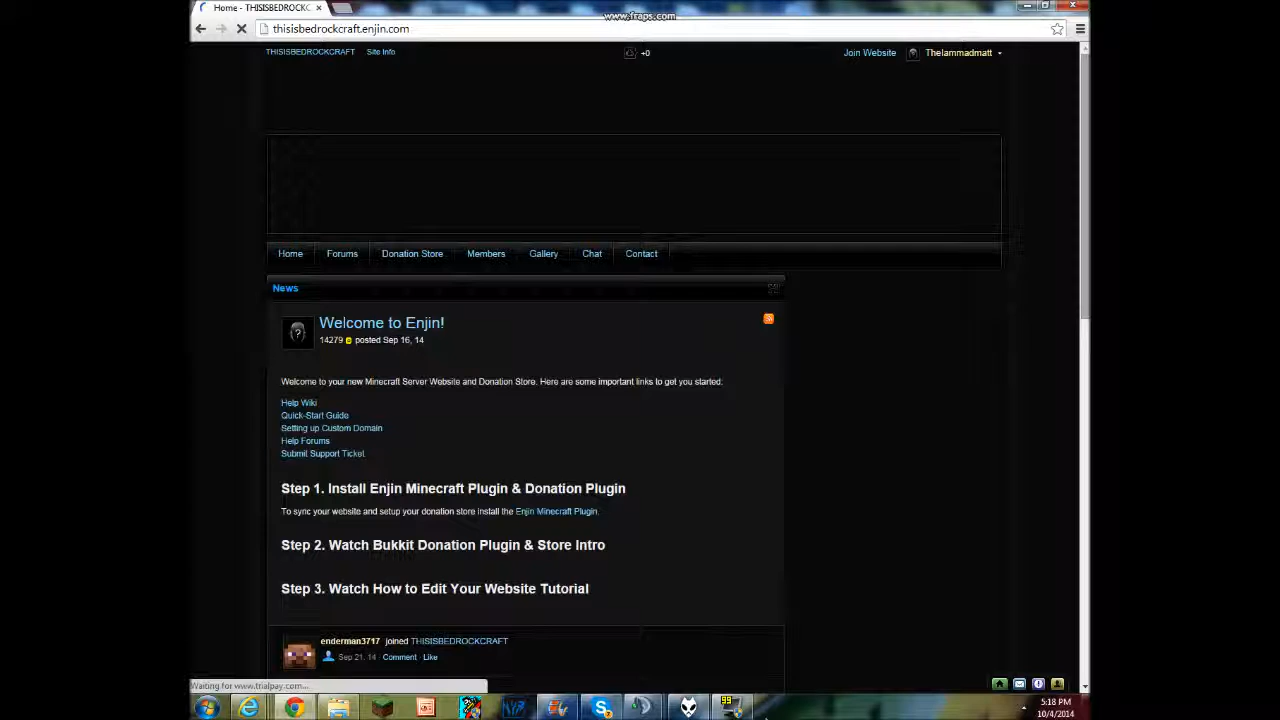 www.fraps.com
Home - THISISBEDROCK
thisisbedrockcraft.enjin.com
THISISBEDROCKCRAFT Site Info +0 Join Website Thelammadmatt
Home Forums Donation Store Members Gallery Chat Contact
News
Welcome to Enjin!
14279 posted Sep 16, 14
Welcome to your new Minecraft Server Website and Donation Store. Here are some important links to get you started:
Help Wiki
Quick-Start Guide
Setting up Custom Domain
Help Forums
Submit Support Ticket
Step 1. Install Enjin Minecraft Plugin & Donation Plugin
To sync your website and setup your donation store install the Enjin Minecraft Plugin.
Step 2. Watch Bukkit Donation Plugin & Store Intro
Step 3. Watch How to Edit Your Website Tutorial
enderman3717 joined THISISBEDROCKCRAFT
Sep 21, 14 · Comment · Like
Waiting for www.trialpay.com...
99
5:18 PM
10/4/2014